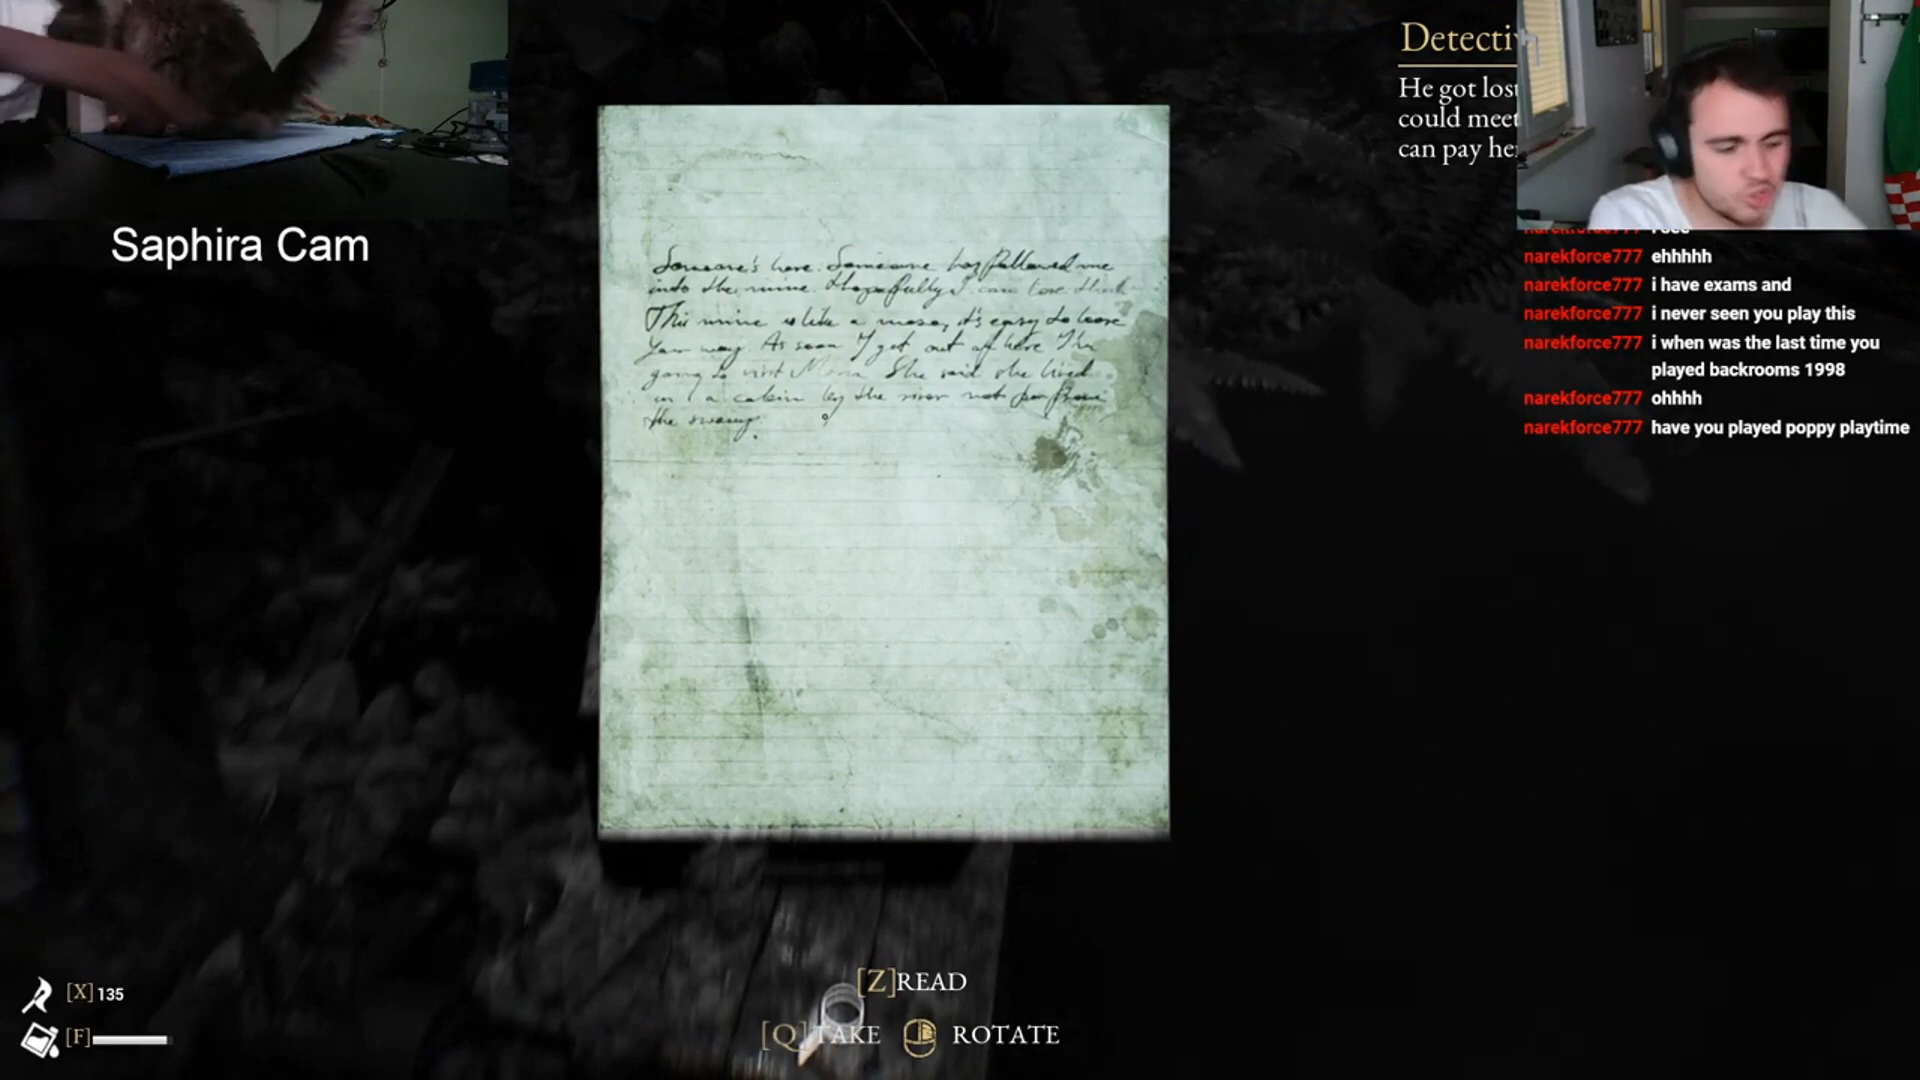 Detecti
He got lost
could meet
can pay her
Saphira Cam
Someone's here. Someone has followed me
into the mine. Hopefully I can lose them
This mine is like a maze, it's easy to loose
your way. As soon I get out of here I'm
going to visit Maria. She said she lived
in a cabin by the river not far from
the swamp.
narekforce777 ehhhhh
narekforce777 i have exams and
narekforce777 i never seen you play this
narekforce777 i when was the last time you
played backrooms 1998
narekforce777 ohhhh
narekforce777 have you played poppy playtime
[X] 135
[F]
[Z]READ
[Q]TAKE ROTATE